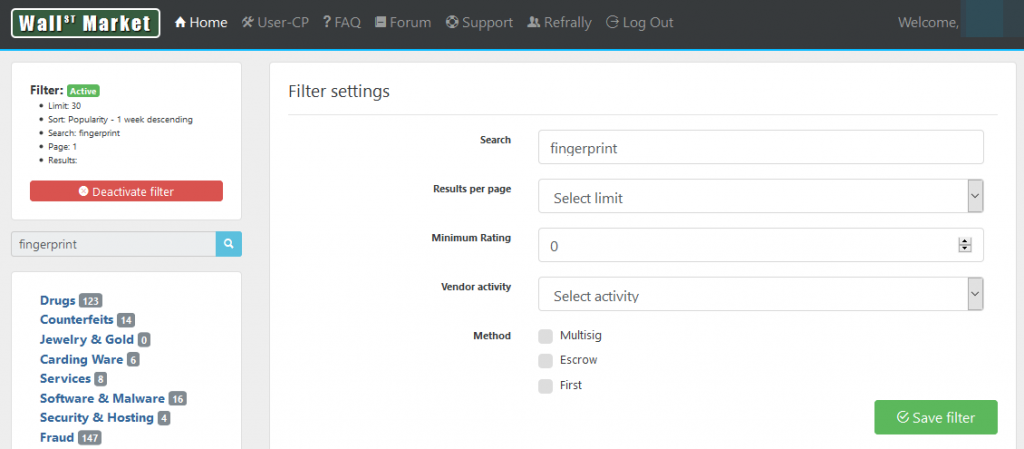 Wall ST Market Home User-CP ? FAQ Forum Support Refrally Log Out Welcome,
Filter: Active
Limit: 30
Sort: Popularity - 1 week descending
Search: fingerprint
Page: 1
Results:
Deactivate filter
fingerprint
Drugs 123
Counterfeits 14
Jewelry & Gold 0
Carding Ware 6
Services 8
Software & Malware 16
Security & Hosting 4
Fraud 147
Filter settings
Search fingerprint
Results per page Select limit
Minimum Rating 0
Vendor activity Select activity
Method Multisig
Escrow
First
Save filter